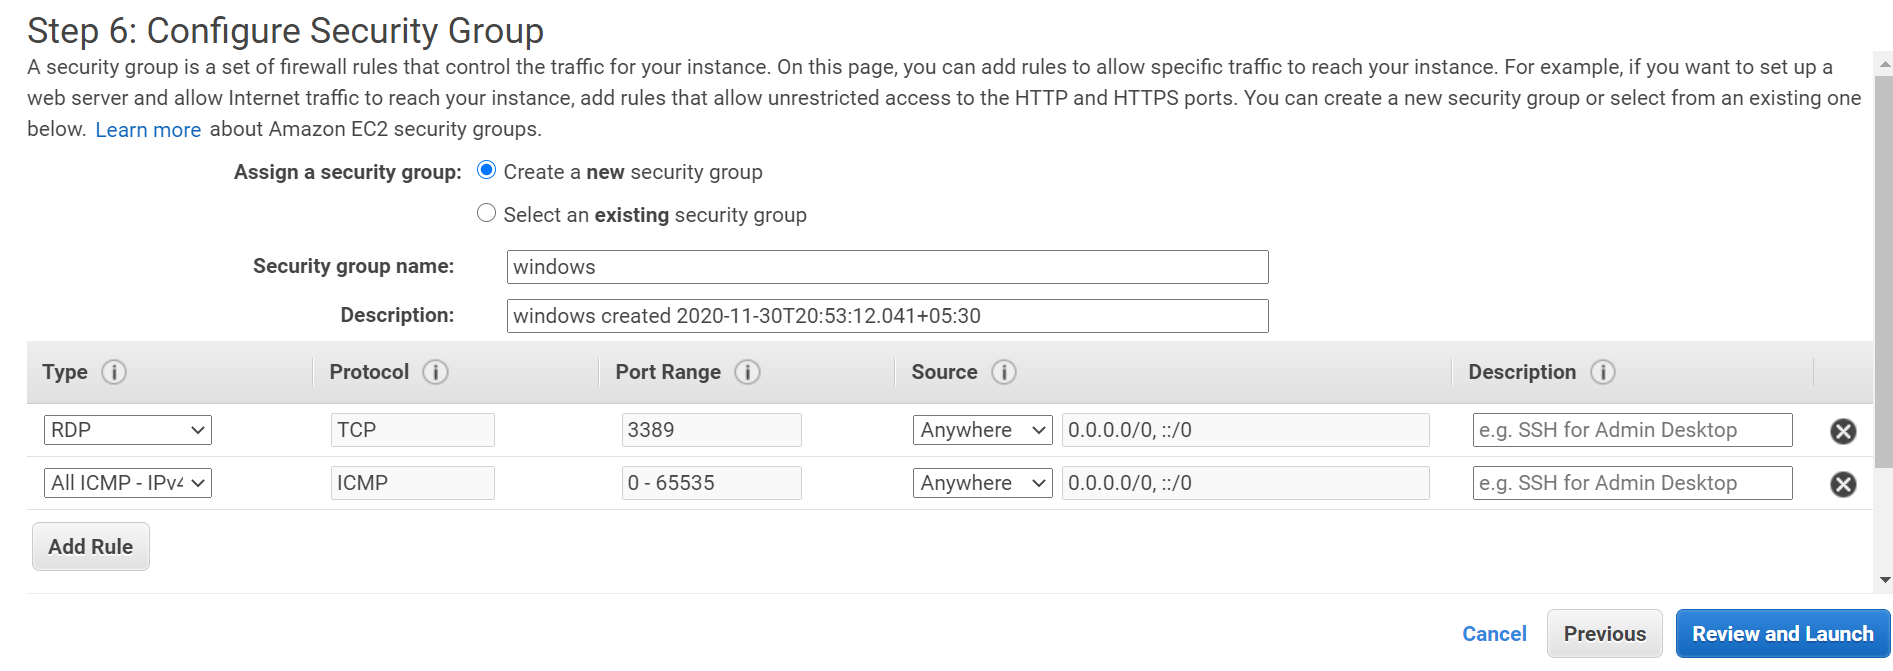 Step 6: Configure Security Group
A security group is a set of firewall rules that control the traffic for your instance. On this page, you can add rules to allow specific traffic to reach your instance. For example, if you want to set up a
web server and allow Internet traffic to reach your instance, add rules that allow unrestricted access to the HTTP and HTTPS ports. You can create a new security group or select from an existing one
below. Learn more about Amazon EC2 security groups.
Assign a security group: Create a new security group
Select an existing security group
Security group name: windows
Description: windows created 2020-11-30T20:53:12.041+05:30
Type i Protocol i Port Range i Source i Description i
RDP TCP 3389 Anywhere 0.0.0.0/0, ::/0 e.g. SSH for Admin Desktop
All ICMP - IPv4 ICMP 0 - 65535 Anywhere 0.0.0.0/0, ::/0 e.g. SSH for Admin Desktop
Add Rule
Cancel Previous Review and Launch